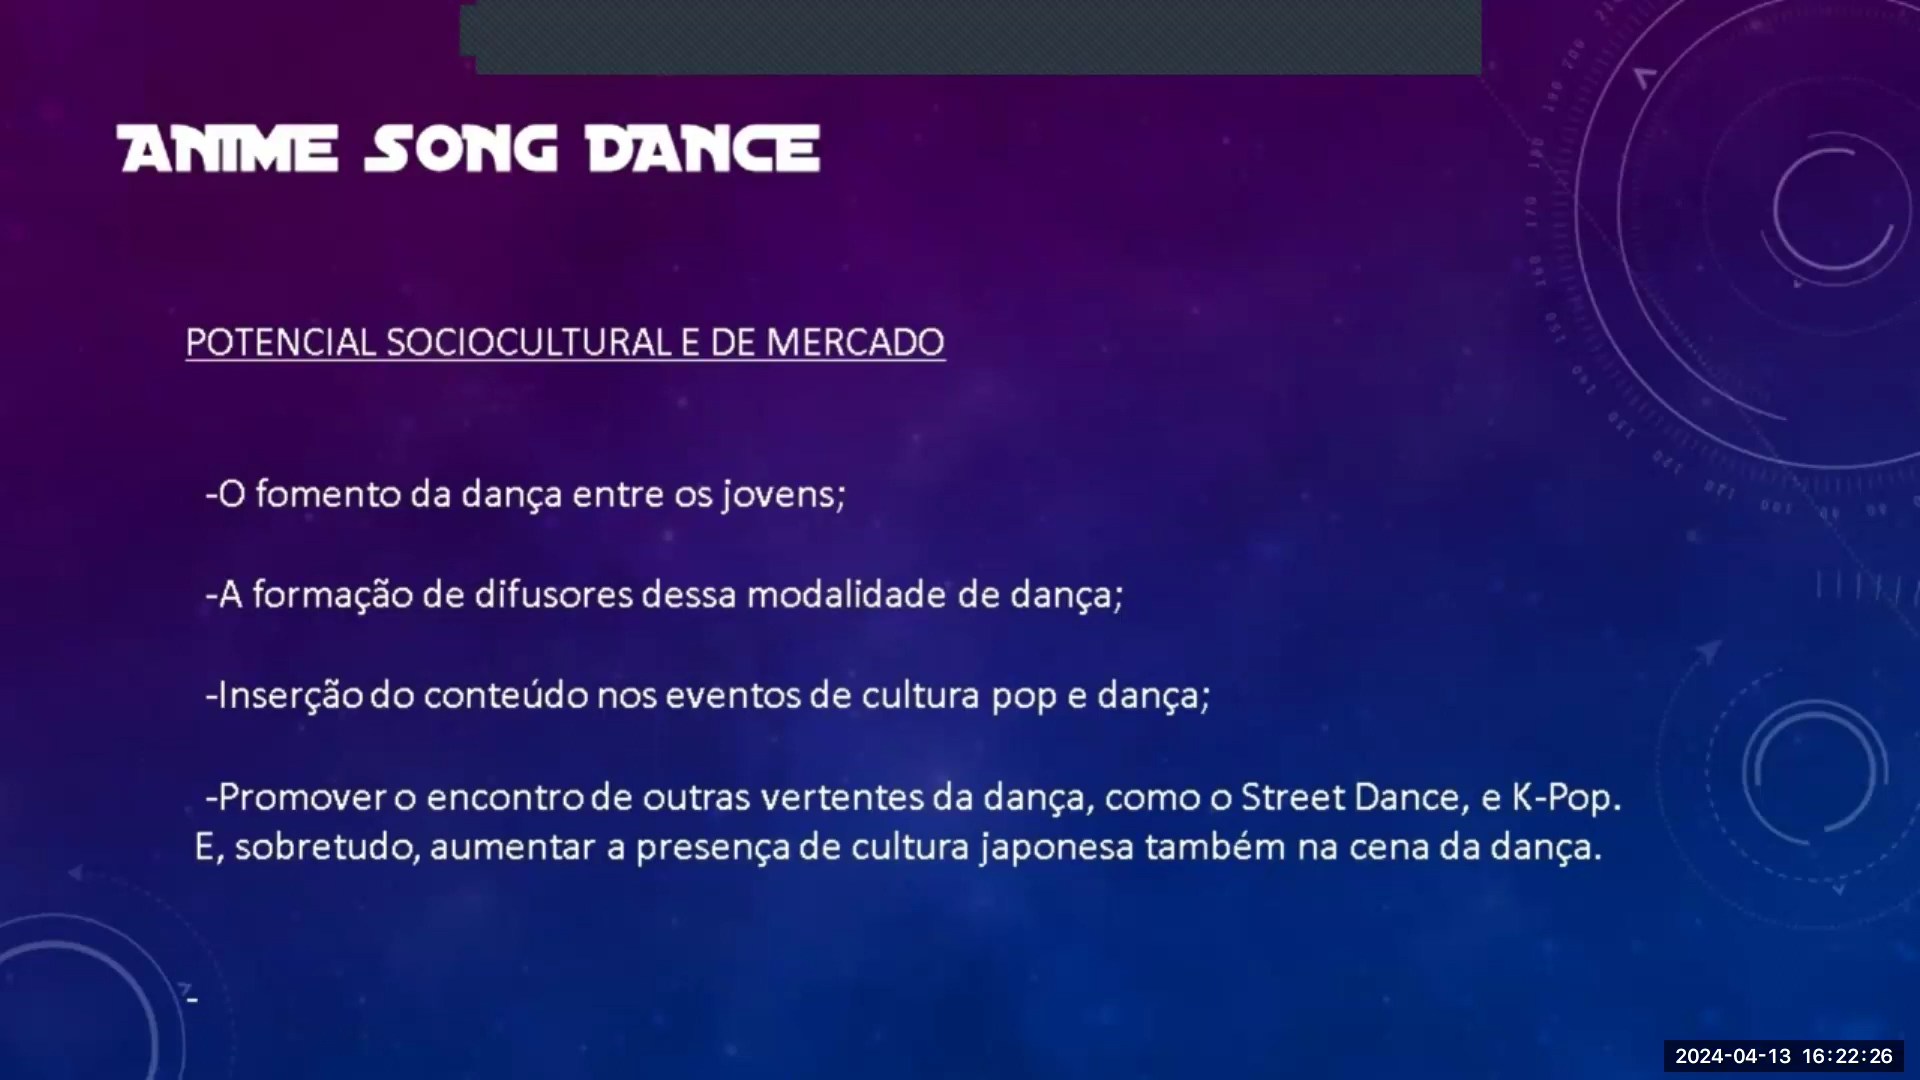 ANIME SONG DANCE
POTENCIAL SOCIOCULTURAL E DE MERCADO
-O fomento da dança entre os jovens;
-A formação de difusores dessa modalidade de dança;
-Inserção do conteúdo nos eventos de cultura pop e dança;
-Promover o encontro de outras vertentes da dança, como o Street Dance, e K-Pop.
E, sobretudo, aumentar a presença de cultura japonesa também na cena da dança.
-
2024-04-13 16:22:26